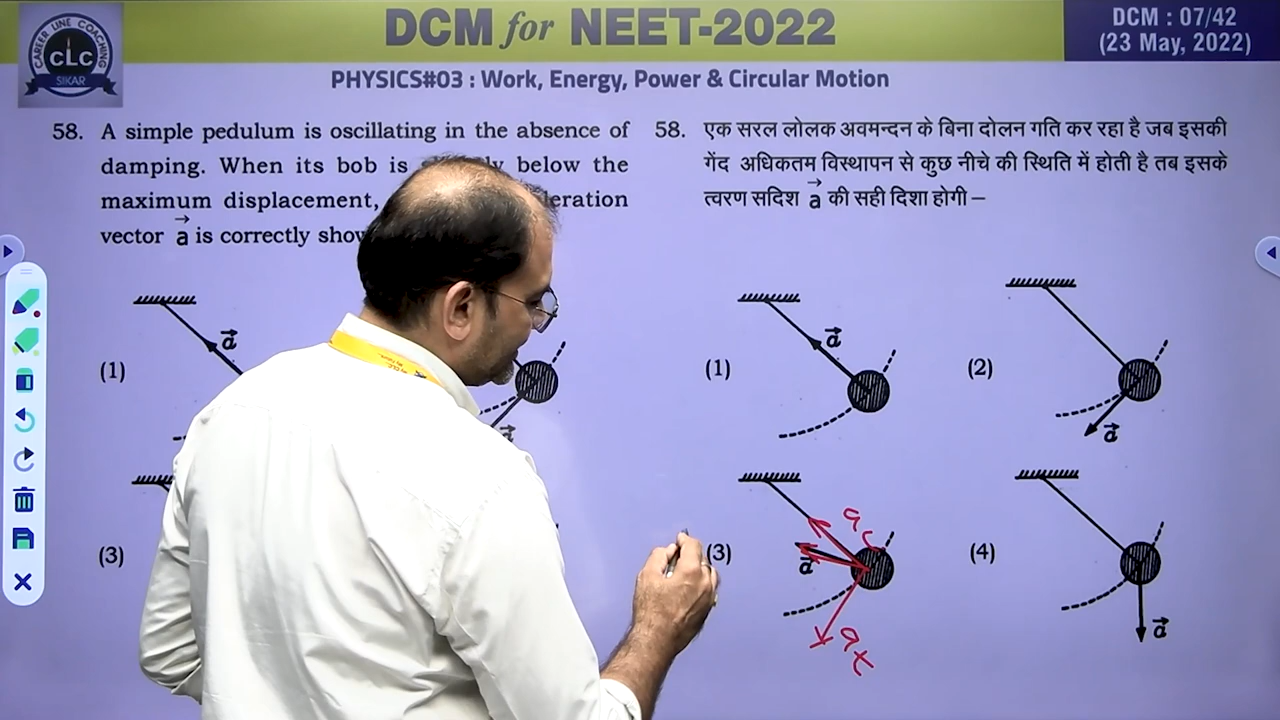 CAREER LINE COACHING
CLC
SIKAR
DCM for NEET-2022
DCM : 07/42
(23 May, 2022)
PHYSICS#03 : Work, Energy, Power & Circular Motion
58. A simple pedulum is oscillating in the absence of
damping. When its bob is below the
maximum displacement,
vector a is correctly
58. एक सरल लोलक अवमन्दन के बिना दोलन गति कर रहा है जब इसकी
गेंद अधिकतम विस्थापन से कुछ नीचे की स्थिति में होती है तब इसके
त्वरण सदिश a की सही दिशा होगी –
(1) a
a
(3)
(1) a
(2) a
(3) a
a c
a t
(4) a